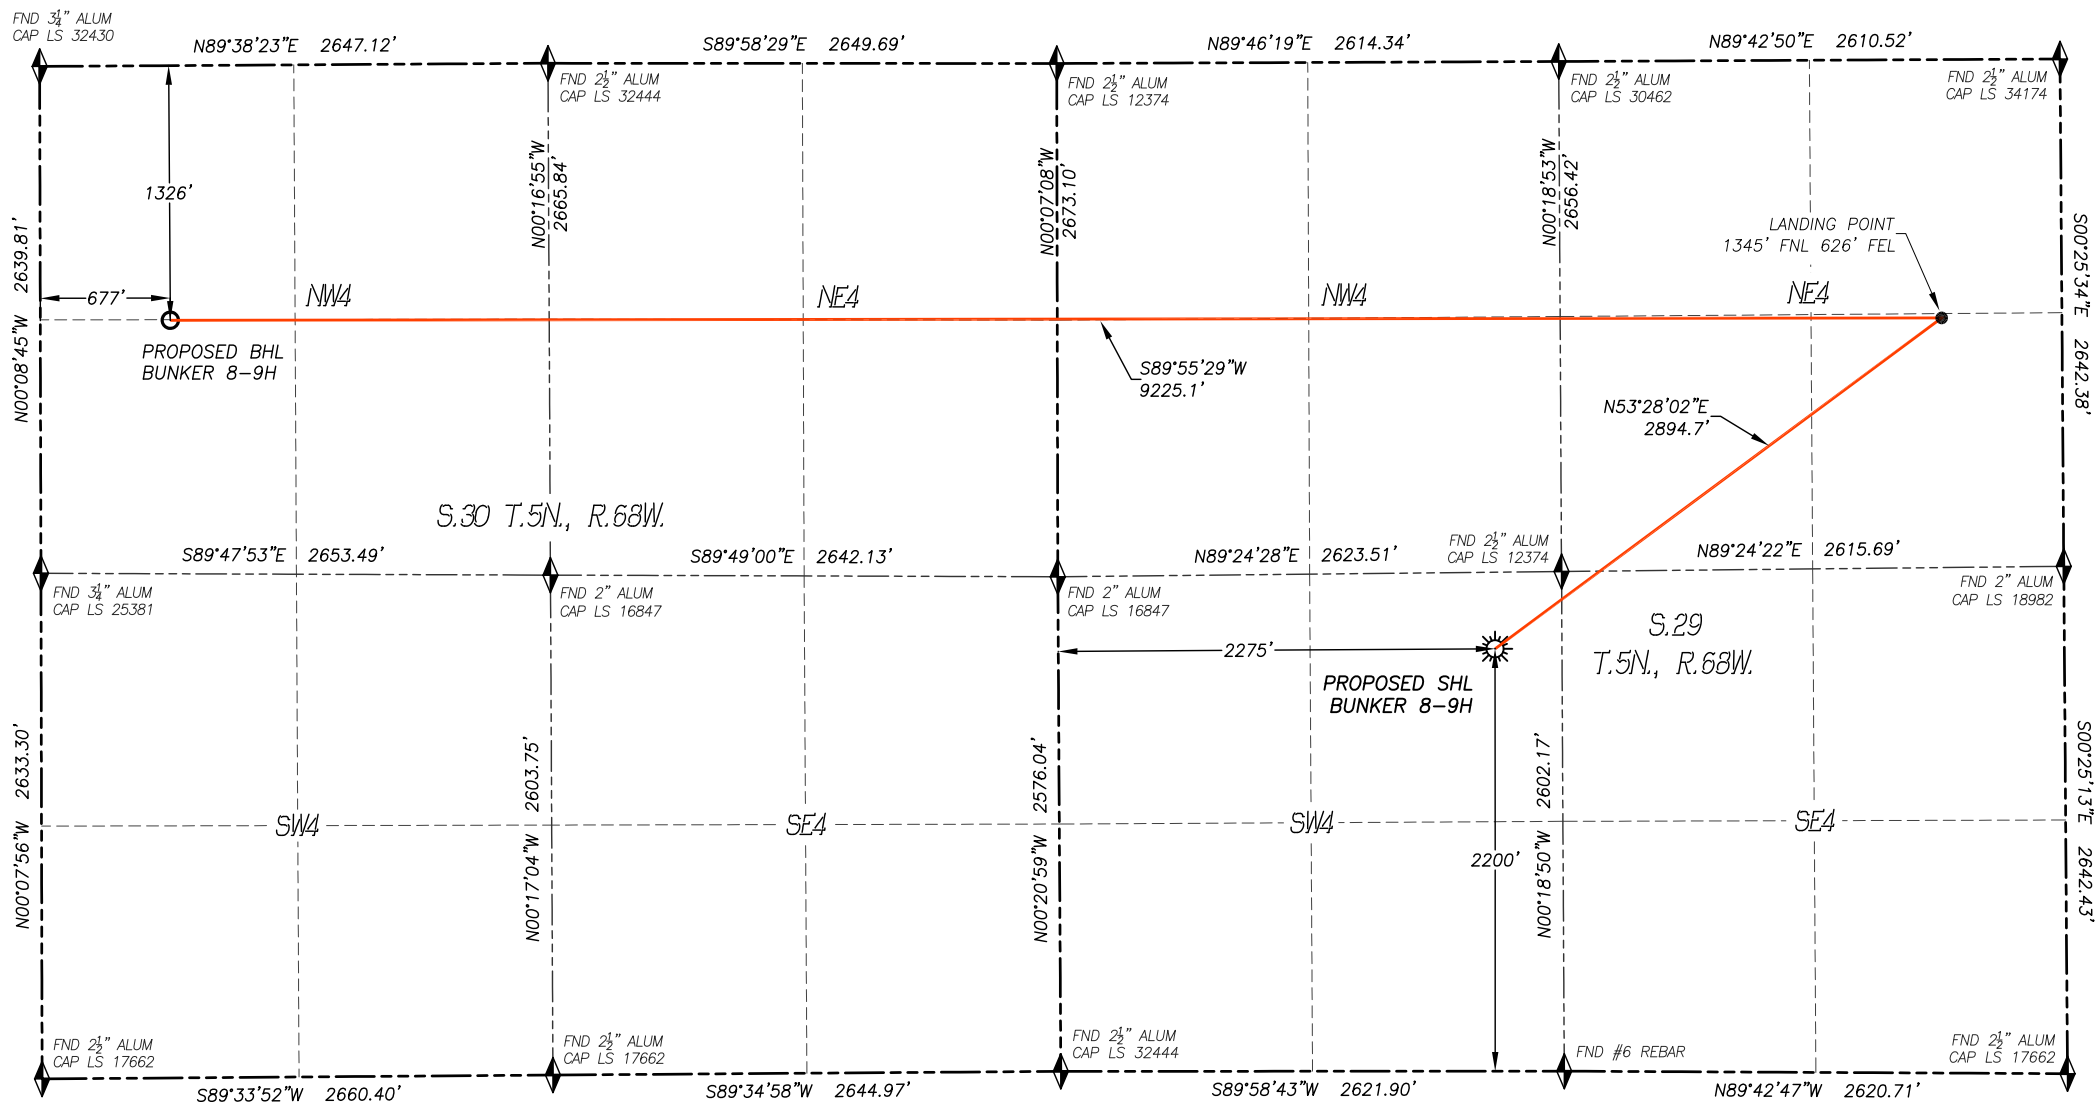 FND 3¼" ALUM
CAP LS 32430
N89°38'23"E 2647.12'
S89°58'29"E 2649.69'
N89°46'19"E 2614.34'
N89°42'50"E 2610.52'
FND 2½" ALUM
CAP LS 32444
FND 2½" ALUM
CAP LS 12374
FND 2½" ALUM
CAP LS 30462
FND 2½" ALUM
CAP LS 34174
1326'
N00°16'55"W
2665.84'
N00°07'08"W
2673.10'
N00°18'53"W
2656.42'
LANDING POINT
1345' FNL 626' FEL
N00°08'45"W 2639.81'
S00°25'34"E 2642.38'
677'
NW4
NE4
NW4
NE4
PROPOSED BHL
BUNKER 8-9H
S89°55'29"W
9225.1'
N53°28'02"E
2894.7'
S.30 T.5N., R.68W.
S89°47'53"E 2653.49'
S89°49'00"E 2642.13'
N89°24'28"E 2623.51'
FND 2½" ALUM
CAP LS 12374
N89°24'22"E 2615.69'
FND 3¼" ALUM
CAP LS 25381
FND 2" ALUM
CAP LS 16847
FND 2" ALUM
CAP LS 16847
FND 2" ALUM
CAP LS 18982
S.29
T.5N., R.68W.
2275'
PROPOSED SHL
BUNKER 8-9H
N00°07'56"W 2633.30'
N00°17'04"W 2603.75'
N00°20'59"W 2576.04'
N00°18'50"W 2602.17'
S00°25'13"E 2642.43'
SW4
SE4
SW4
SE4
2200'
FND 2½" ALUM
CAP LS 17662
FND 2½" ALUM
CAP LS 17662
FND 2½" ALUM
CAP LS 32444
FND #6 REBAR
FND 2½" ALUM
CAP LS 17662
S89°33'52"W 2660.40'
S89°34'58"W 2644.97'
S89°58'43"W 2621.90'
N89°42'47"W 2620.71'